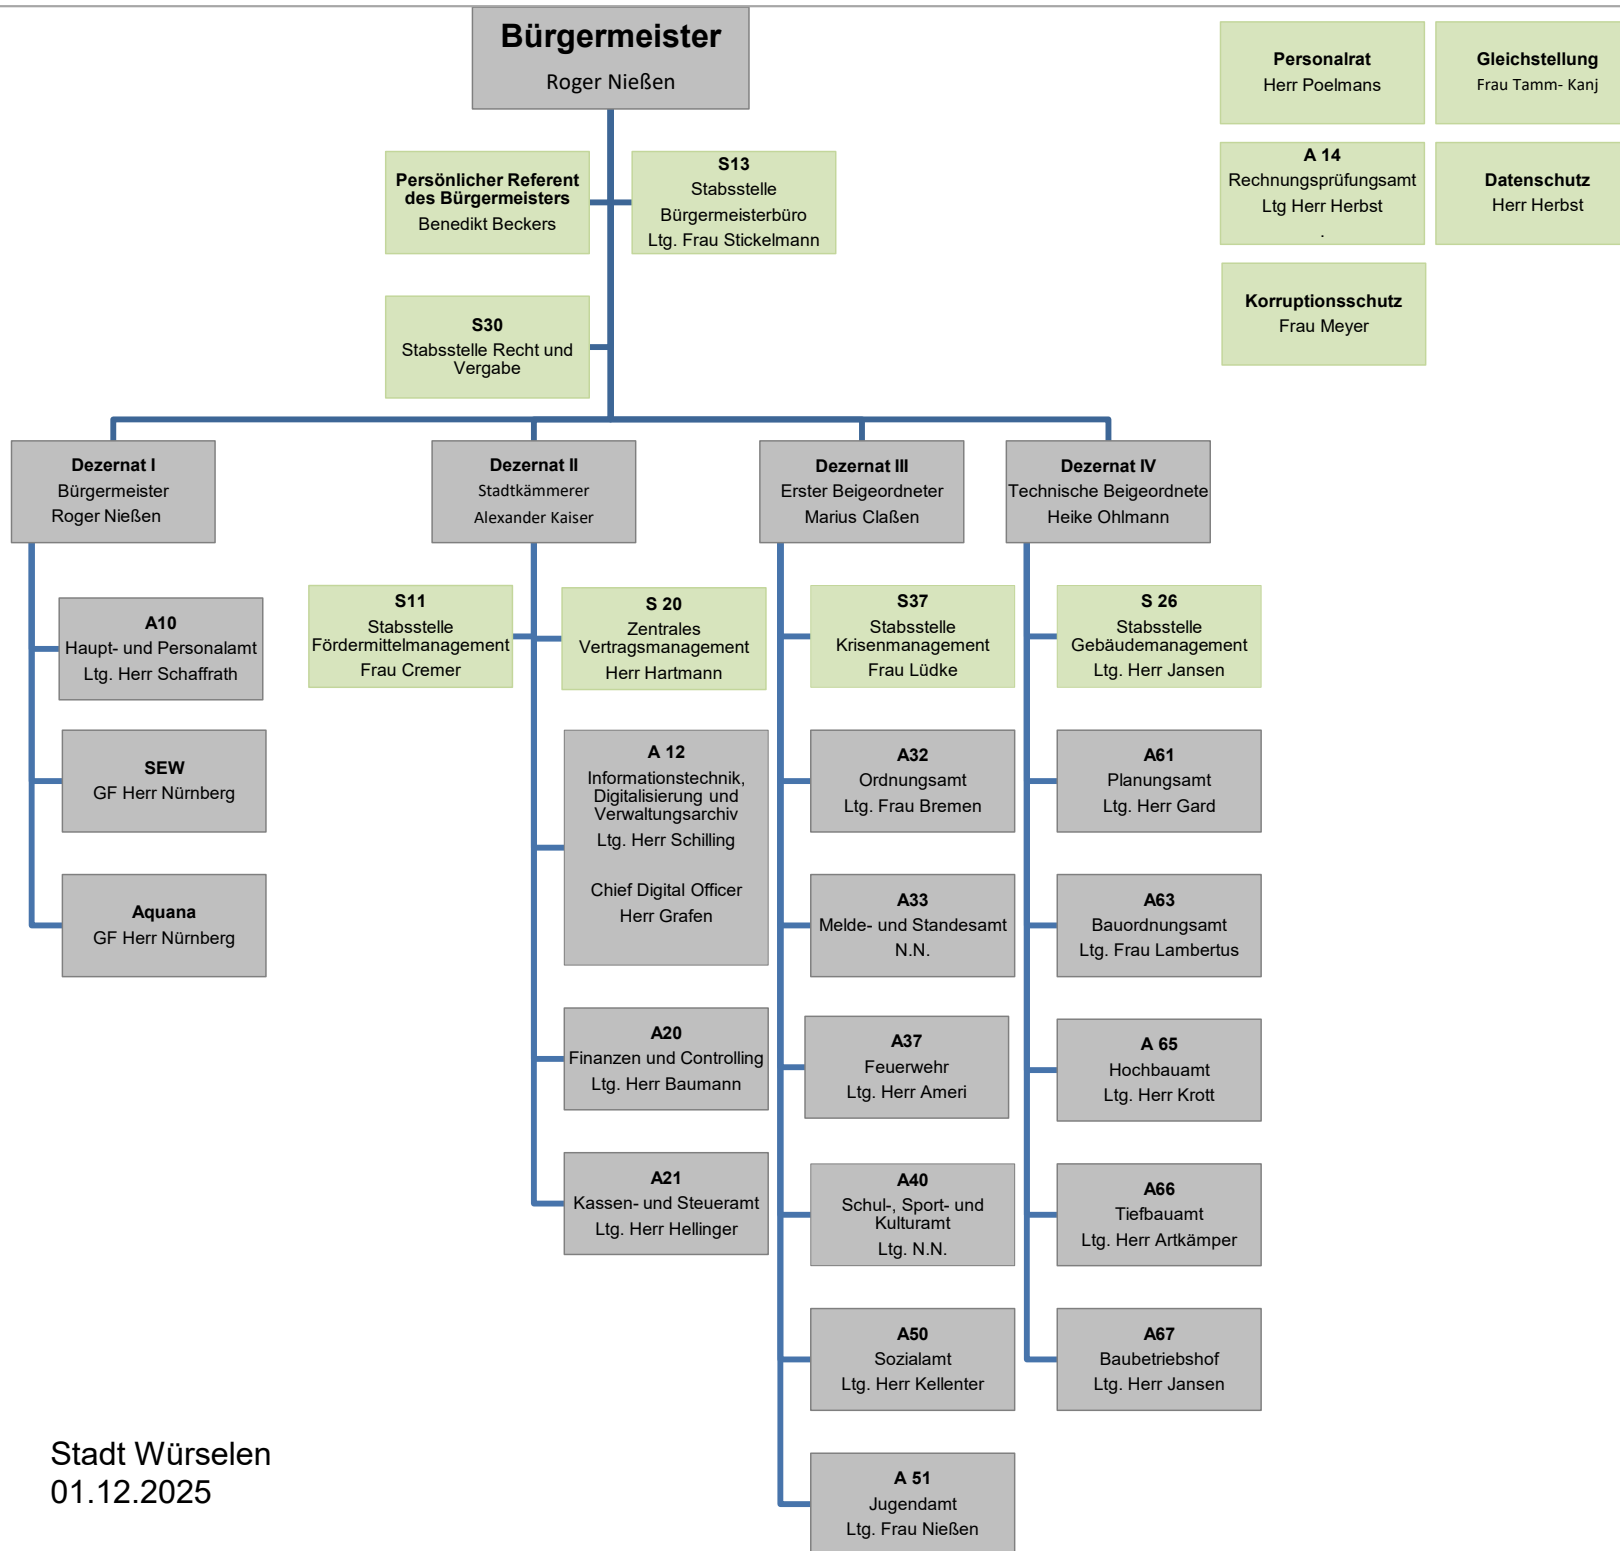 Bürgermeister
Roger Nießen
Personalrat
Herr Poelmans
Gleichstellung
Frau Tamm- Kanj
A 14
Rechnungsprüfungsamt
Ltg Herr Herbst
.
Datenschutz
Herr Herbst
Korruptionsschutz
Frau Meyer
Persönlicher Referent
des Bürgermeisters
Benedikt Beckers
S13
Stabsstelle
Bürgermeisterbüro
Ltg. Frau Stickelmann
S30
Stabsstelle Recht und
Vergabe
Dezernat I
Bürgermeister
Roger Nießen
A10
Haupt- und Personalamt
Ltg. Herr Schaffrath
SEW
GF Herr Nürnberg
Aquana
GF Herr Nürnberg
Dezernat II
Stadtkämmerer
Alexander Kaiser
S11
Stabsstelle
Fördermittelmanagement
Frau Cremer
S 20
Zentrales
Vertragsmanagement
Herr Hartmann
A 12
Informationstechnik,
Digitalisierung und
Verwaltungsarchiv
Ltg. Herr Schilling
Chief Digital Officer
Herr Grafen
A20
Finanzen und Controlling
Ltg. Herr Baumann
A21
Kassen- und Steueramt
Ltg. Herr Hellinger
Dezernat III
Erster Beigeordneter
Marius Claßen
S37
Stabsstelle
Krisenmanagement
Frau Lüdke
A32
Ordnungsamt
Ltg. Frau Bremen
A33
Melde- und Standesamt
N.N.
A37
Feuerwehr
Ltg. Herr Ameri
A40
Schul-, Sport- und
Kulturamt
Ltg. N.N.
A50
Sozialamt
Ltg. Herr Kellenter
A 51
Jugendamt
Ltg. Frau Nießen
Dezernat IV
Technische Beigeordnete
Heike Ohlmann
S 26
Stabsstelle
Gebäudemanagement
Ltg. Herr Jansen
A61
Planungsamt
Ltg. Herr Gard
A63
Bauordnungsamt
Ltg. Frau Lambertus
A 65
Hochbauamt
Ltg. Herr Krott
A66
Tiefbauamt
Ltg. Herr Artkämper
A67
Baubetriebshof
Ltg. Herr Jansen
Stadt Würselen
01.12.2025